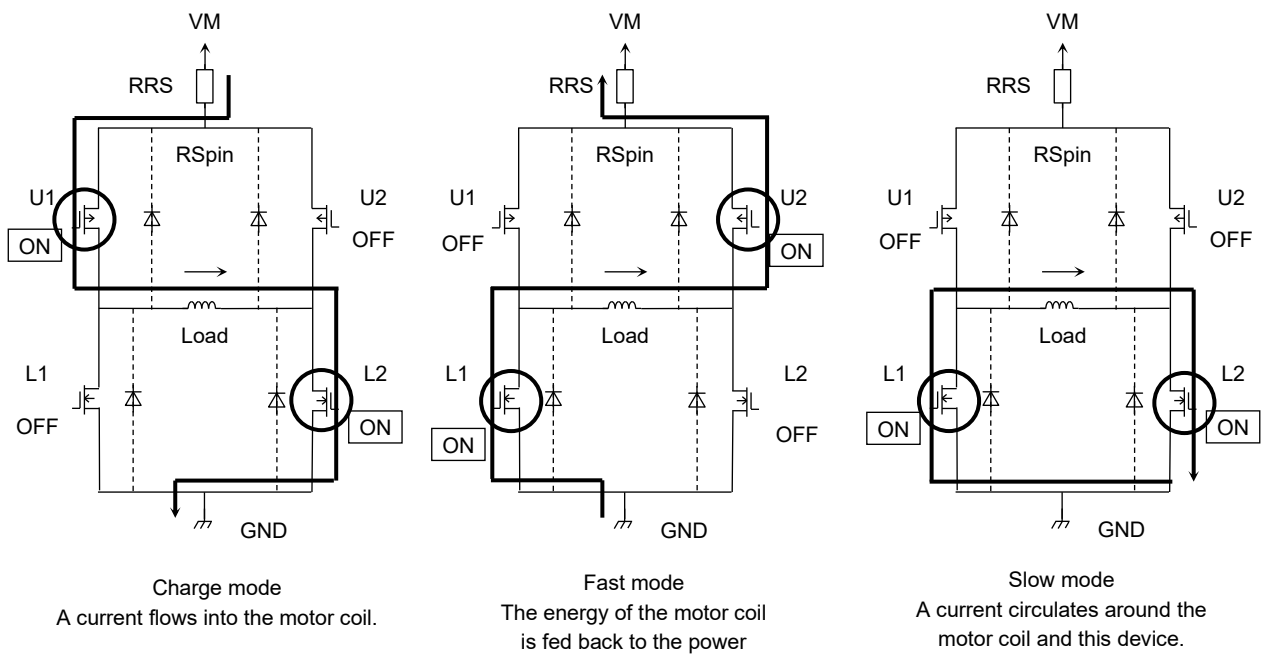 VM
RRS
RSpin
U1
ON
U2
OFF
Load
L1
OFF
L2
ON
GND
Charge mode
A current flows into the motor coil.
VM
RRS
RSpin
U1
OFF
U2
ON
Load
L1
ON
L2
OFF
GND
Fast mode
The energy of the motor coil
is fed back to the power
VM
RRS
RSpin
U1
OFF
U2
OFF
Load
L1
ON
L2
ON
GND
Slow mode
A current circulates around the
motor coil and this device.